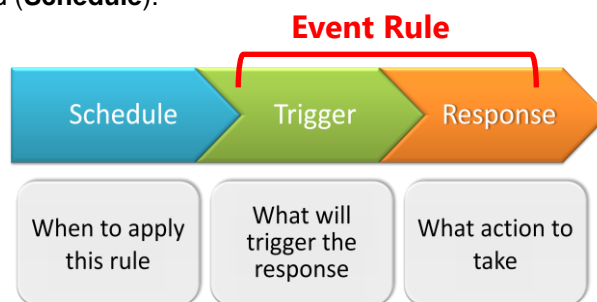 (Schedule).
Event Rule
Schedule
Trigger
Response
When to apply
this rule
What will
trigger the
response
What action to
take